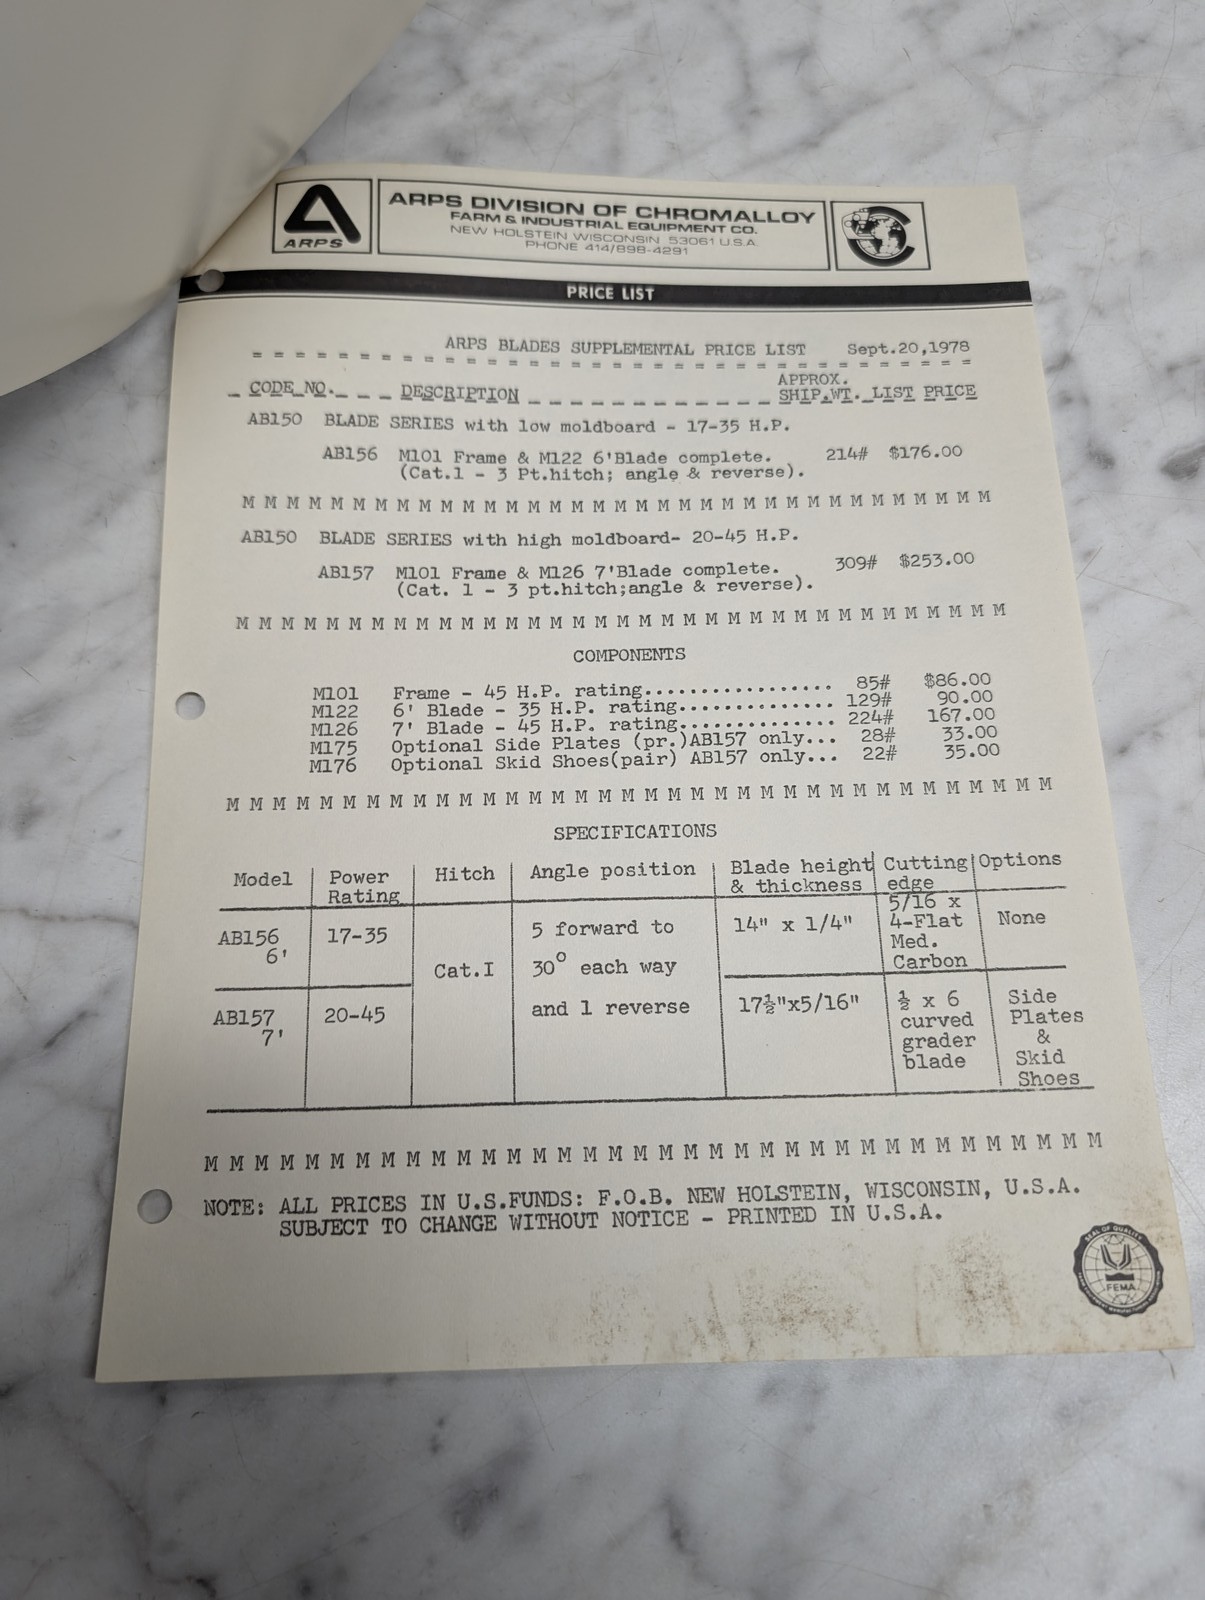 ARPS
ARPS DIVISION OF CHROMALLOY
FARM & INDUSTRIAL EQUIPMENT CO.
NEW HOLSTEIN WISCONSIN 53061 U.S.A.
PHONE 414/898-4291
PRICE LIST
ARPS BLADES SUPPLEMENTAL PRICE LIST Sept.20,1978
= = = = = = = = = = = = = = = = = = = = = = = = = = = = = = = = =
APPROX.
CODE NO. DESCRIPTION SHIP.WT. LIST PRICE
AB150 BLADE SERIES with low moldboard - 17-35 H.P.
AB156 M101 Frame & M122 6'Blade complete. 214# $176.00
(Cat.1 - 3 Pt.hitch; angle & reverse).
M M M M M M M M M M M M M M M M M M M M M M M M M M M M M M M M M M M
AB150 BLADE SERIES with high moldboard- 20-45 H.P.
AB157 M101 Frame & M126 7'Blade complete. 309# $253.00
(Cat. 1 - 3 pt.hitch;angle & reverse).
M M M M M M M M M M M M M M M M M M M M M M M M M M M M M M M M M M M
COMPONENTS
M101 Frame - 45 H.P. rating................. 85# $86.00
M122 6' Blade - 35 H.P. rating.............. 129# 90.00
M126 7' Blade - 45 H.P. rating.............. 224# 167.00
M175 Optional Side Plates (pr.)AB157 only... 28# 33.00
M176 Optional Skid Shoes(pair) AB157 only... 22# 35.00
M M M M M M M M M M M M M M M M M M M M M M M M M M M M M M M M M M M M
SPECIFICATIONS
Model Power Rating Hitch Angle position Blade height & thickness Cutting edge Options
AB156 6' 17-35 Cat.I 5 forward to 30° each way and 1 reverse 14" x 1/4" 5/16 x 4-Flat Med. Carbon None
AB157 7' 20-45 17½"x5/16" ½ x 6 curved grader blade Side Plates & Skid Shoes
M M M M M M M M M M M M M M M M M M M M M M M M M M M M M M M M M M M M
NOTE: ALL PRICES IN U.S.FUNDS: F.O.B. NEW HOLSTEIN, WISCONSIN, U.S.A.
SUBJECT TO CHANGE WITHOUT NOTICE - PRINTED IN U.S.A.
SEAL OF QUALITY
FEMA